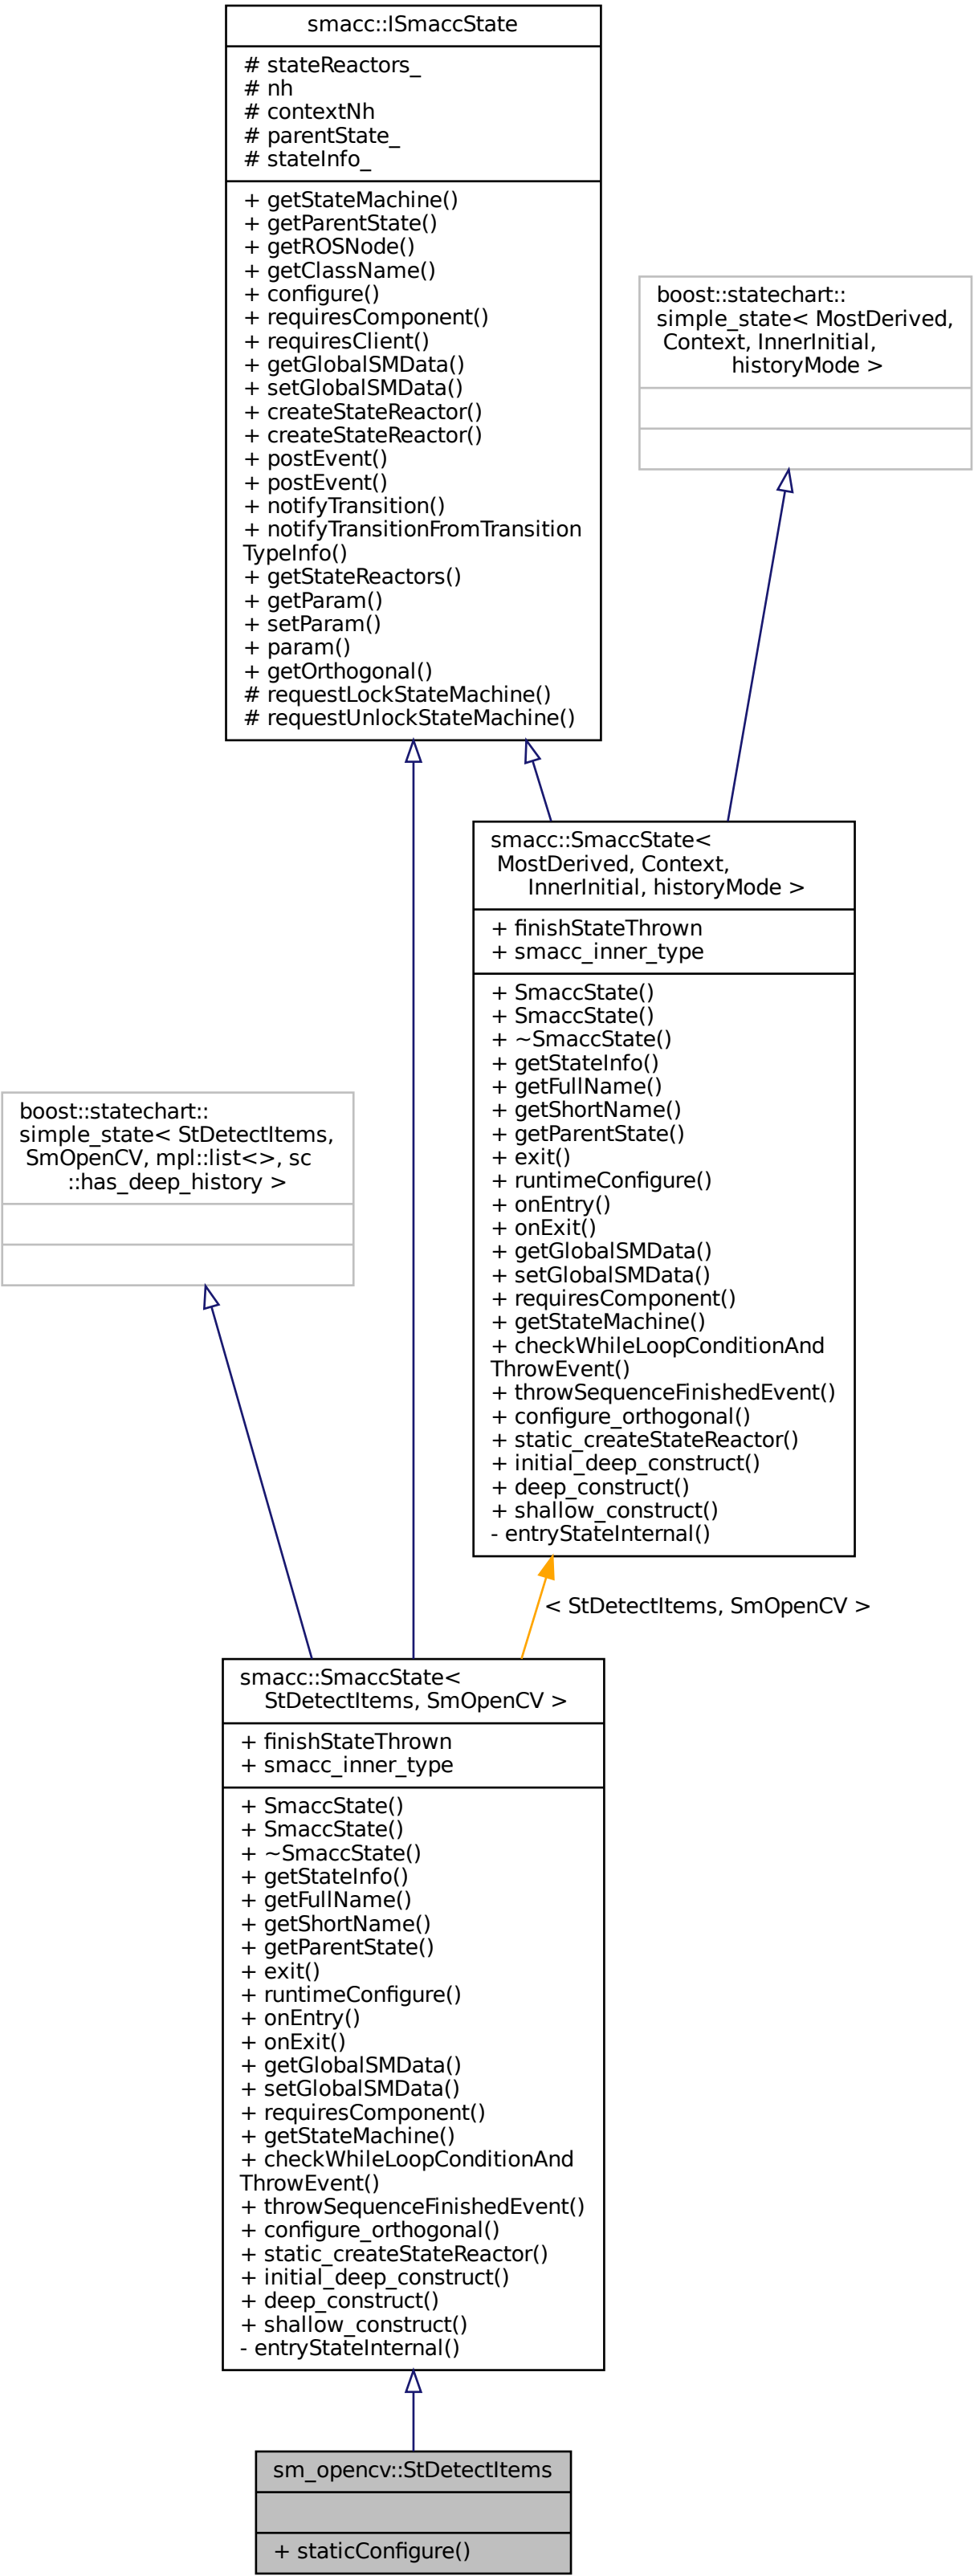 smacc::ISmaccState
# stateReactors_
# nh
# contextNh
# parentState_
# stateInfo_
+ getStateMachine()
+ getParentState()
+ getROSNode()
+ getClassName()
+ configure()
+ requiresComponent()
+ requiresClient()
+ getGlobalSMData()
+ setGlobalSMData()
+ createStateReactor()
+ createStateReactor()
+ postEvent()
+ postEvent()
+ notifyTransition()
+ notifyTransitionFromTransition
TypeInfo()
+ getStateReactors()
+ getParam()
+ setParam()
+ param()
+ getOrthogonal()
# requestLockStateMachine()
# requestUnlockStateMachine()
boost::statechart::
simple_state< MostDerived,
Context, InnerInitial,
historyMode >
smacc::SmaccState<
MostDerived, Context,
InnerInitial, historyMode >
+ finishStateThrown
+ smacc_inner_type
+ SmaccState()
+ SmaccState()
+ ~SmaccState()
+ getStateInfo()
+ getFullName()
+ getShortName()
+ getParentState()
+ exit()
+ runtimeConfigure()
+ onEntry()
+ onExit()
+ getGlobalSMData()
+ setGlobalSMData()
+ requiresComponent()
+ getStateMachine()
+ checkWhileLoopConditionAnd
ThrowEvent()
+ throwSequenceFinishedEvent()
+ configure_orthogonal()
+ static_createStateReactor()
+ initial_deep_construct()
+ deep_construct()
+ shallow_construct()
- entryStateInternal()
boost::statechart::
simple_state< StDetectItems,
SmOpenCV, mpl::list<>, sc
::has_deep_history >
< StDetectItems, SmOpenCV >
smacc::SmaccState<
StDetectItems, SmOpenCV >
+ finishStateThrown
+ smacc_inner_type
+ SmaccState()
+ SmaccState()
+ ~SmaccState()
+ getStateInfo()
+ getFullName()
+ getShortName()
+ getParentState()
+ exit()
+ runtimeConfigure()
+ onEntry()
+ onExit()
+ getGlobalSMData()
+ setGlobalSMData()
+ requiresComponent()
+ getStateMachine()
+ checkWhileLoopConditionAnd
ThrowEvent()
+ throwSequenceFinishedEvent()
+ configure_orthogonal()
+ static_createStateReactor()
+ initial_deep_construct()
+ deep_construct()
+ shallow_construct()
- entryStateInternal()
sm_opencv::StDetectItems
+ staticConfigure()